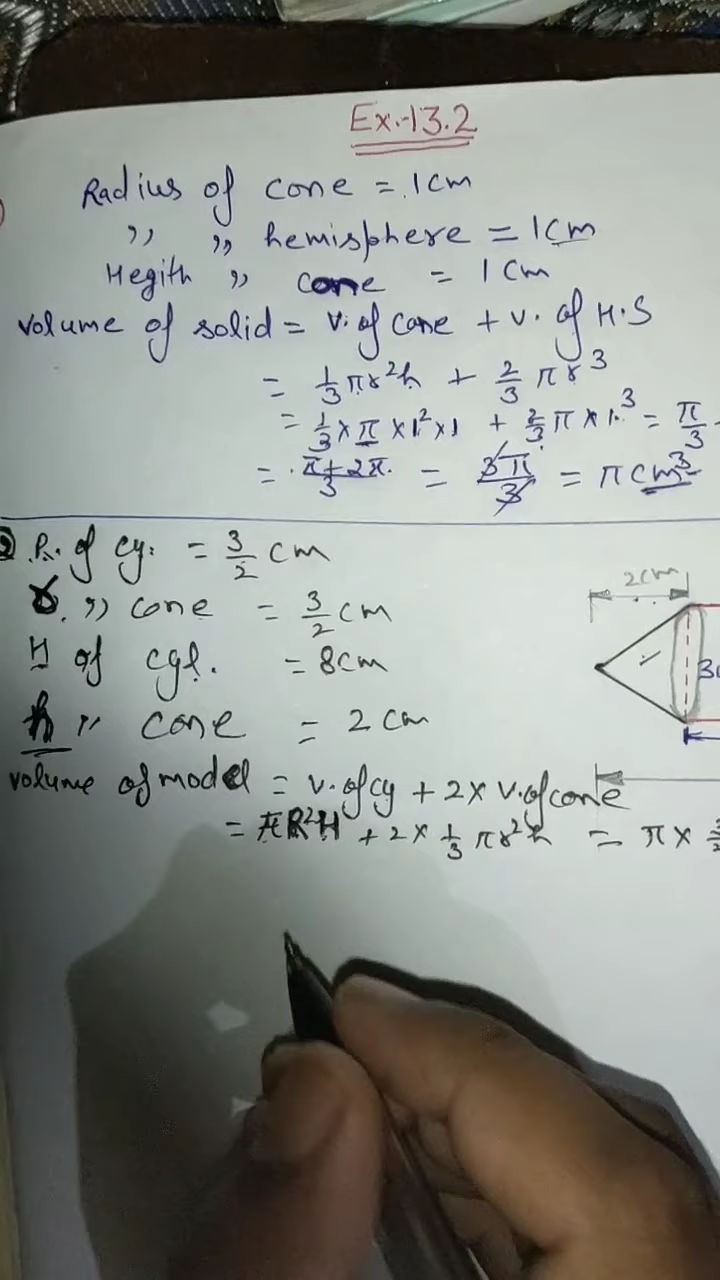 Ex.-13.2
Radius of cone = 1cm
,, ,, hemisphere = 1cm
Hegith ,, cone = 1cm
volume of solid = v. of cone + v. of H.S
= 1/3 πr²h + 2/3 πr³
= 1/3 × π × 1² × 1 + 2/3 π × 1³ = π/3
= π + 2π / 3 = 3π/3 = π cm³
2 R. of cy. = 3/2 cm
r. ,, cone = 3/2 cm
H of cyl. = 8cm
h ,, cone = 2 cm
2cm
volume of model = v. of cy + 2 × v. of cone
= πR²H + 2 × 1/3 πr²h = π ×